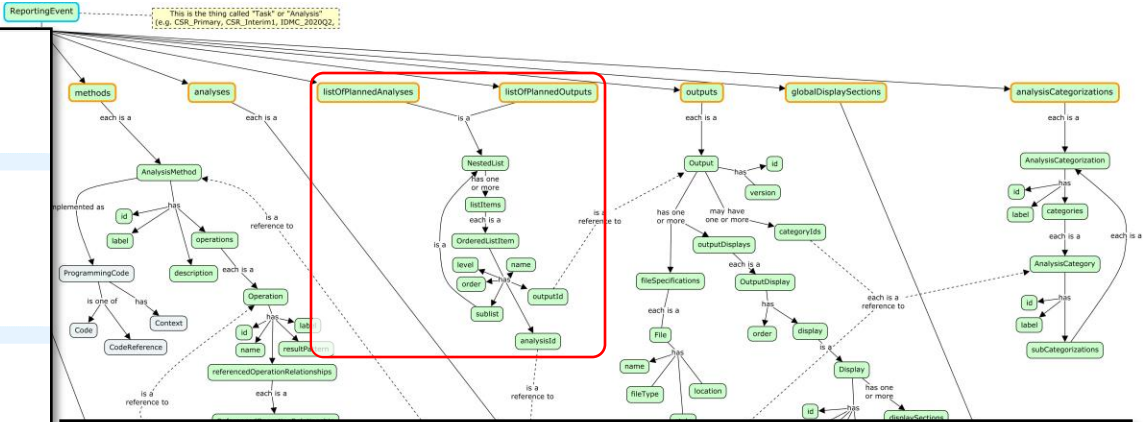 ReportingEvent
This is the thing called "Task" or "Analysis"
(e.g. CSR_Primary, CSR_Interim1, IDMC_2020Q2,
methods
analyses
listOfPlannedAnalyses
listOfPlannedOutputs
outputs
globalDisplaySections
analysisCategorizations
each is a
each is a
is a
each is a
each is a
AnalysisMethod
NestedList
Output
AnalysisCategorization
has one
or more
has
id
version
has
id
label
categories
mplemented as
has
id
label
operations
description
is a
reference to
listItems
each is a
OrderedListItem
is a
level
name
has
order
outputId
sublist
analysisId
is a
reference to
has one
or more
may have
one or more
categoryIds
outputDisplays
each is a
each is a
AnalysisCategory
each is a
ProgrammingCode
each is a
is one of
has
Code
Context
CodeReference
Operation
has
id
label
name
resultPattern
fileSpecifications
OutputDisplay
each is a
reference to
has
id
label
subCategorizations
each is a
has
order
display
File
is a
referencedOperationRelationships
has
name
fileType
location
Display
has one
or more
is a
reference to
each is a
is a
reference to
id
has
displaySections